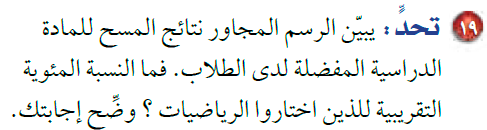 ١٩ تحدٍّ: يبيّن الرسم المجاور نتائج المسح للمادة
الدراسية المفضلة لدى الطلاب. فما النسبة المئوية
التقريبية للذين اختاروا الرياضيات ؟ وضِّح إجابتك.